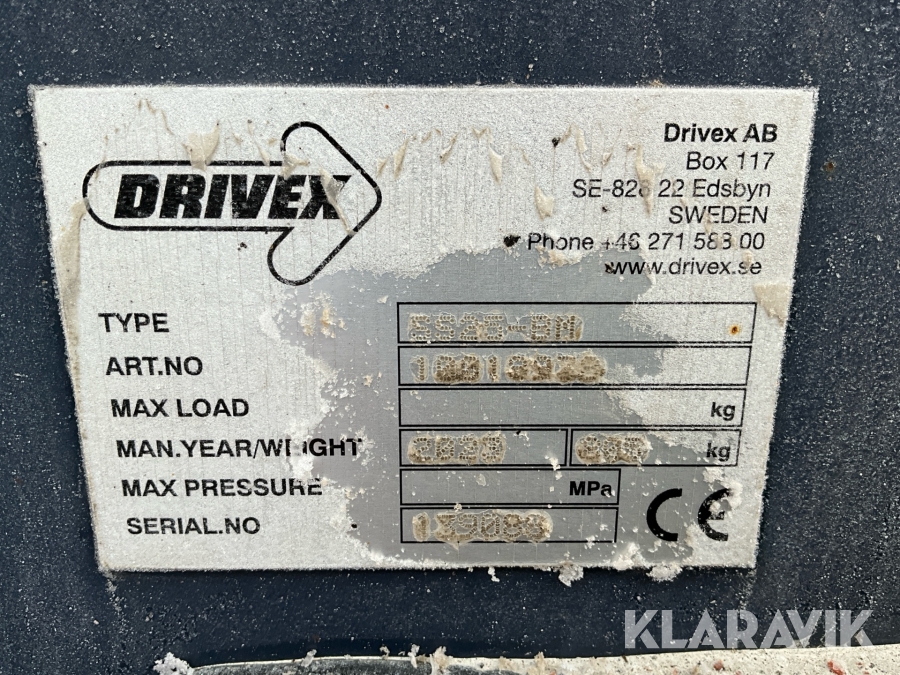 DRIVEX
Drivex AB
Box 117
SE-828 22 Edsbyn
SWEDEN
Phone +46 271 588 00
www.drivex.se
TYPE
ART.NO
MAX LOAD kg
MAN.YEAR/WEIGHT kg
MAX PRESSURE MPa
SERIAL.NO
CE
KLARAVIK